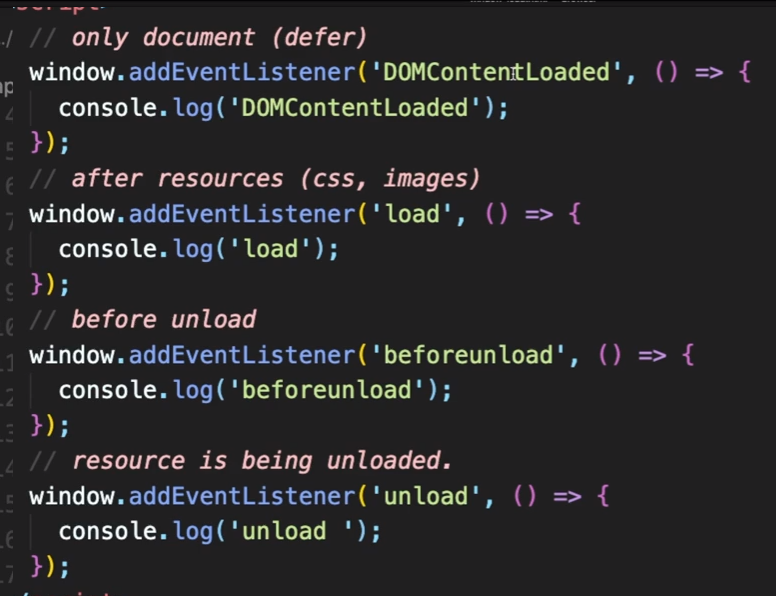 // only document (defer)
window.addEventListener('DOMContentLoaded', () => {
console.log('DOMContentLoaded');
});
// after resources (css, images)
window.addEventListener('load', () => {
console.log('load');
});
// before unload
window.addEventListener('beforeunload', () => {
console.log('beforeunload');
});
// resource is being unloaded.
window.addEventListener('unload', () => {
console.log('unload ');
});